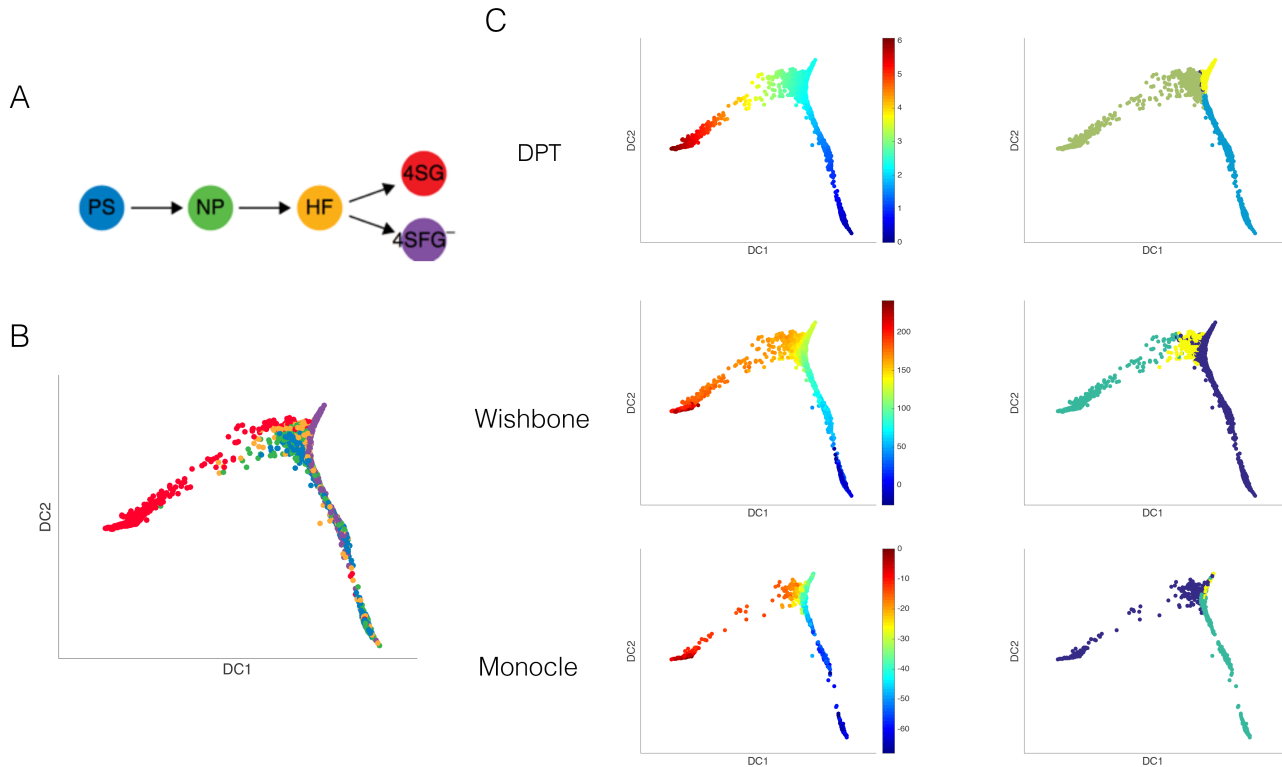 A
PS
NP
HF
4SG
4SFG−
B
DC2
DC1
C
DPT
DC2
DC1
6
5
4
3
2
1
0
DC2
DC1
Wishbone
DC2
DC1
200
150
100
50
0
DC2
DC1
Monocle
DC2
DC1
0
-10
-20
-30
-40
-50
-60
DC2
DC1